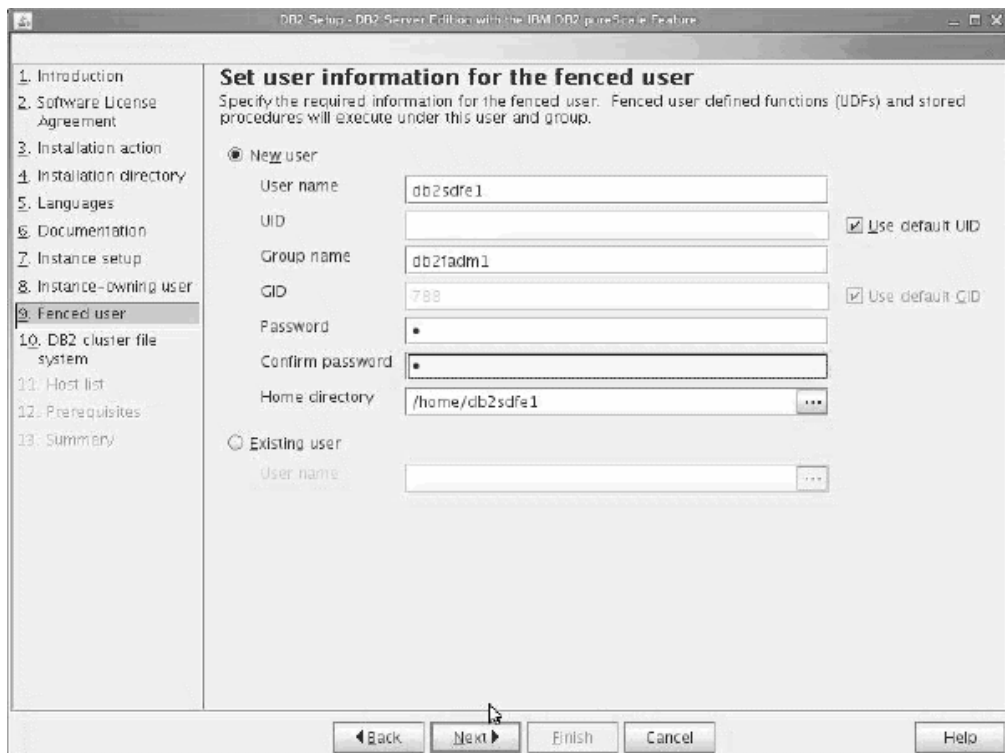 DB2 Setup - DB2 Server Edition with the IBM DB2 pureScale Feature
1. Introduction
2. Software License
Agreement
3. Installation action
4. Installation directory
5. Languages
6. Documentation
7. Instance setup
8. Instance-owning user
9. Fenced user
10. DB2 cluster file
system
11. Host list
12. Prerequisites
13. Summary
Set user information for the fenced user
Specify the required information for the fenced user. Fenced user defined functions (UDFs) and stored
procedures will execute under this user and group.
New user
User name
db2sdfe1
UID
Use default UID
Group name
db2fadm1
GID
788
Use default GID
Password
Confirm password
Home directory
/home/db2sdfe1
...
Existing user
User name
...
Back
Next
Finish
Cancel
Help